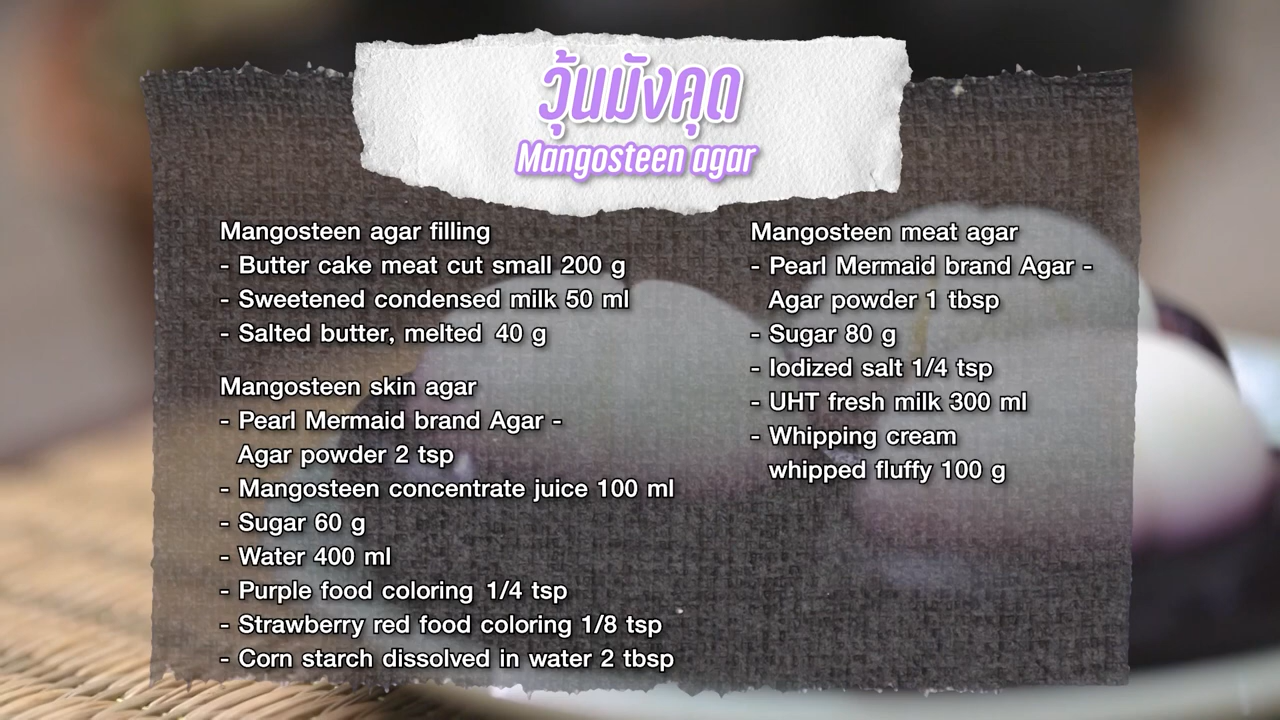 วุ้นมังคุด
Mangosteen agar
Mangosteen agar filling
- Butter cake meat cut small 200 g
- Sweetened condensed milk 50 ml
- Salted butter, melted 40 g
Mangosteen skin agar
- Pearl Mermaid brand Agar -
Agar powder 2 tsp
- Mangosteen concentrate juice 100 ml
- Sugar 60 g
- Water 400 ml
- Purple food coloring 1/4 tsp
- Strawberry red food coloring 1/8 tsp
- Corn starch dissolved in water 2 tbsp
Mangosteen meat agar
- Pearl Mermaid brand Agar -
Agar powder 1 tbsp
- Sugar 80 g
- Iodized salt 1/4 tsp
- UHT fresh milk 300 ml
- Whipping cream
whipped fluffy 100 g